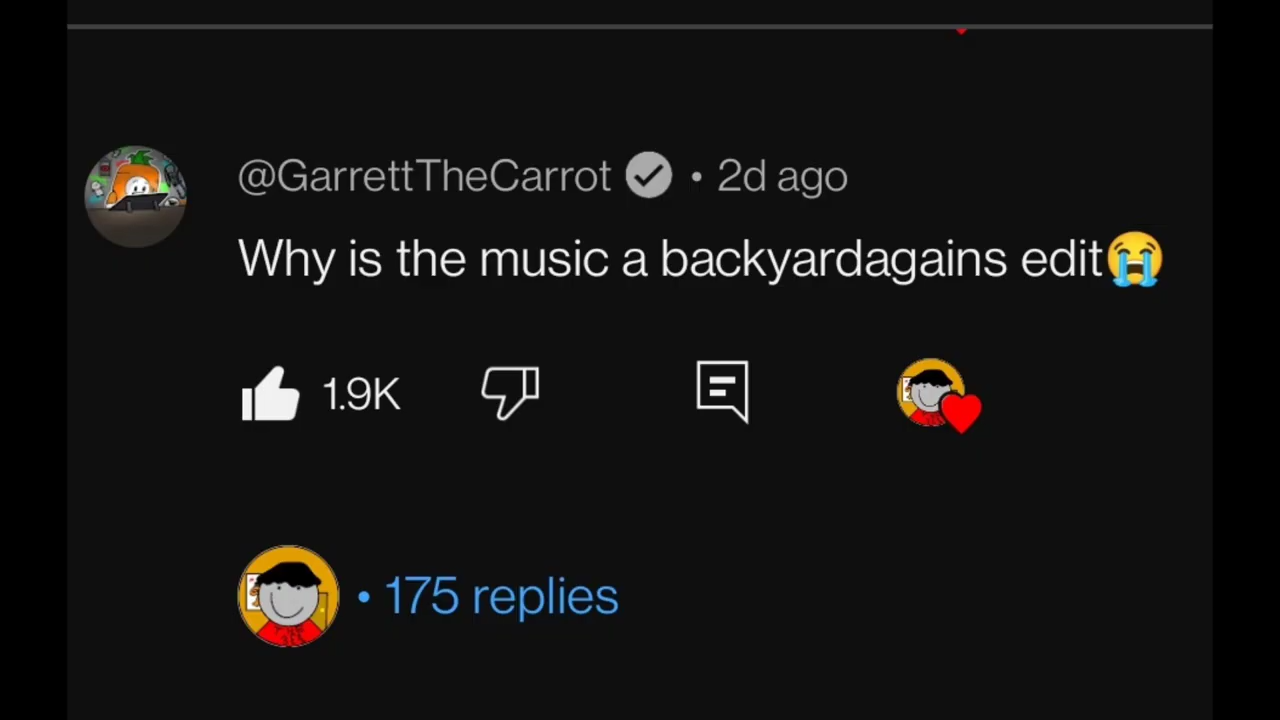 @GarrettTheCarrot • 2d ago
Why is the music a backyardagains edit😭
1.9K
• 175 replies